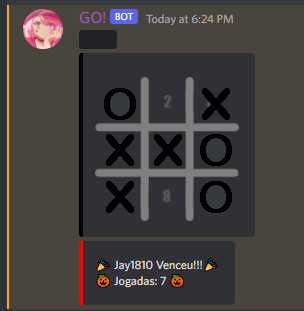 GO! BOT Today at 6:24 PM
O 2 X
X X O
X 8 O
🎉 Jay1810 Venceu!!! 🎉
🎃 Jogadas: 7 🎃